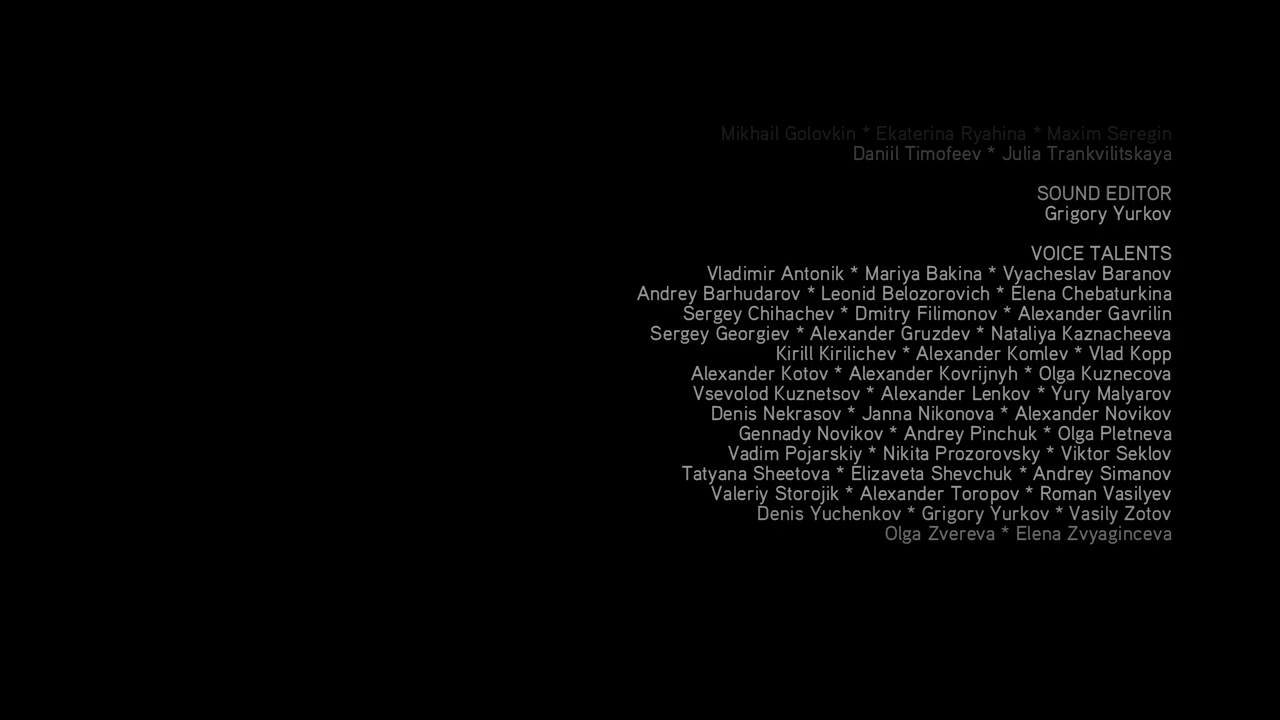 Mikhail Golovkin * Ekaterina Ryahina * Maxim Seregin
Daniil Timofeev * Julia Trankvilitskaya
SOUND EDITOR
Grigory Yurkov
VOICE TALENTS
Vladimir Antonik * Mariya Bakina * Vyacheslav Baranov
Andrey Barhudarov * Leonid Belozorovich * Elena Chebaturkina
Sergey Chihachev * Dmitry Filimonov * Alexander Gavrilin
Sergey Georgiev * Alexander Gruzdev * Nataliya Kaznacheeva
Kirill Kirilichev * Alexander Komlev * Vlad Kopp
Alexander Kotov * Alexander Kovrijnyh * Olga Kuznecova
Vsevolod Kuznetsov * Alexander Lenkov * Yury Malyarov
Denis Nekrasov * Janna Nikonova * Alexander Novikov
Gennady Novikov * Andrey Pinchuk * Olga Pletneva
Vadim Pojarskiy * Nikita Prozorovsky * Viktor Seklov
Tatyana Sheetova * Elizaveta Shevchuk * Andrey Simanov
Valeriy Storojik * Alexander Toropov * Roman Vasilyev
Denis Yuchenkov * Grigory Yurkov * Vasily Zotov
Olga Zvereva * Elena Zvyaginceva